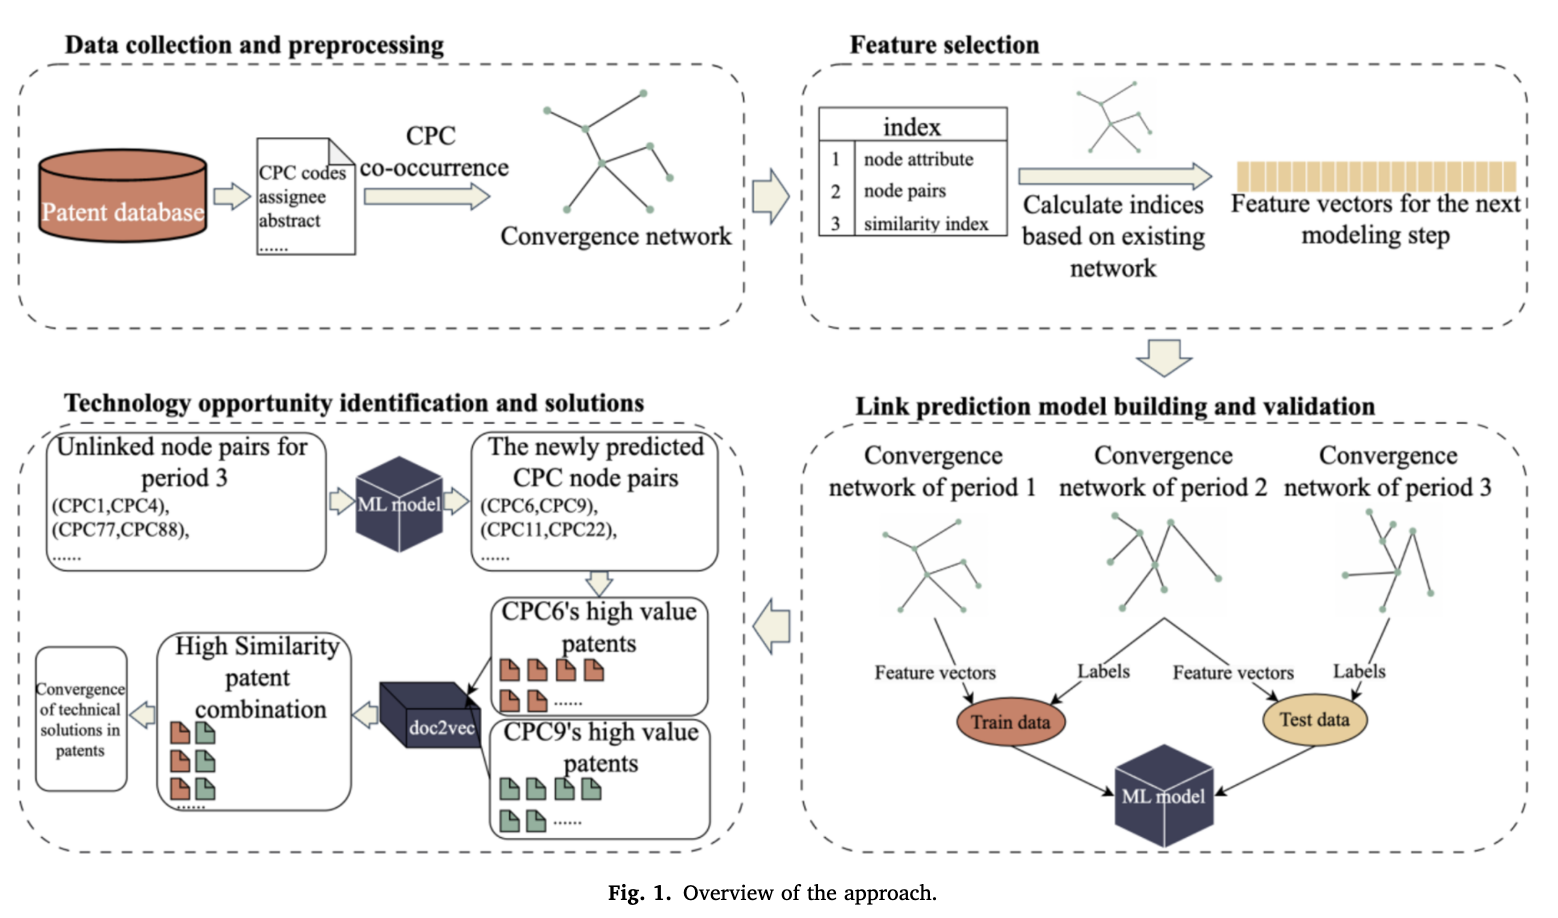 Data collection and preprocessing
Patent database
CPC codes
assignee
abstract
......
CPC
co-occurrence
Convergence network
Feature selection
index
1 node attribute
2 node pairs
3 similarity index
Calculate indices
based on existing
network
Feature vectors for the next
modeling step
Link prediction model building and validation
Convergence
network of period 1
Convergence
network of period 2
Convergence
network of period 3
Feature vectors
Labels
Feature vectors
Labels
Train data
Test data
ML model
Technology opportunity identification and solutions
Unlinked node pairs for
period 3
(CPC1,CPC4),
(CPC77,CPC88),
......
ML model
The newly predicted
CPC node pairs
(CPC6,CPC9),
(CPC11,CPC22),
......
CPC6's high value
patents
......
CPC9's high value
patents
......
doc2vec
High Similarity
patent
combination
......
Convergence
of technical
solutions in
patents
Fig. 1. Overview of the approach.